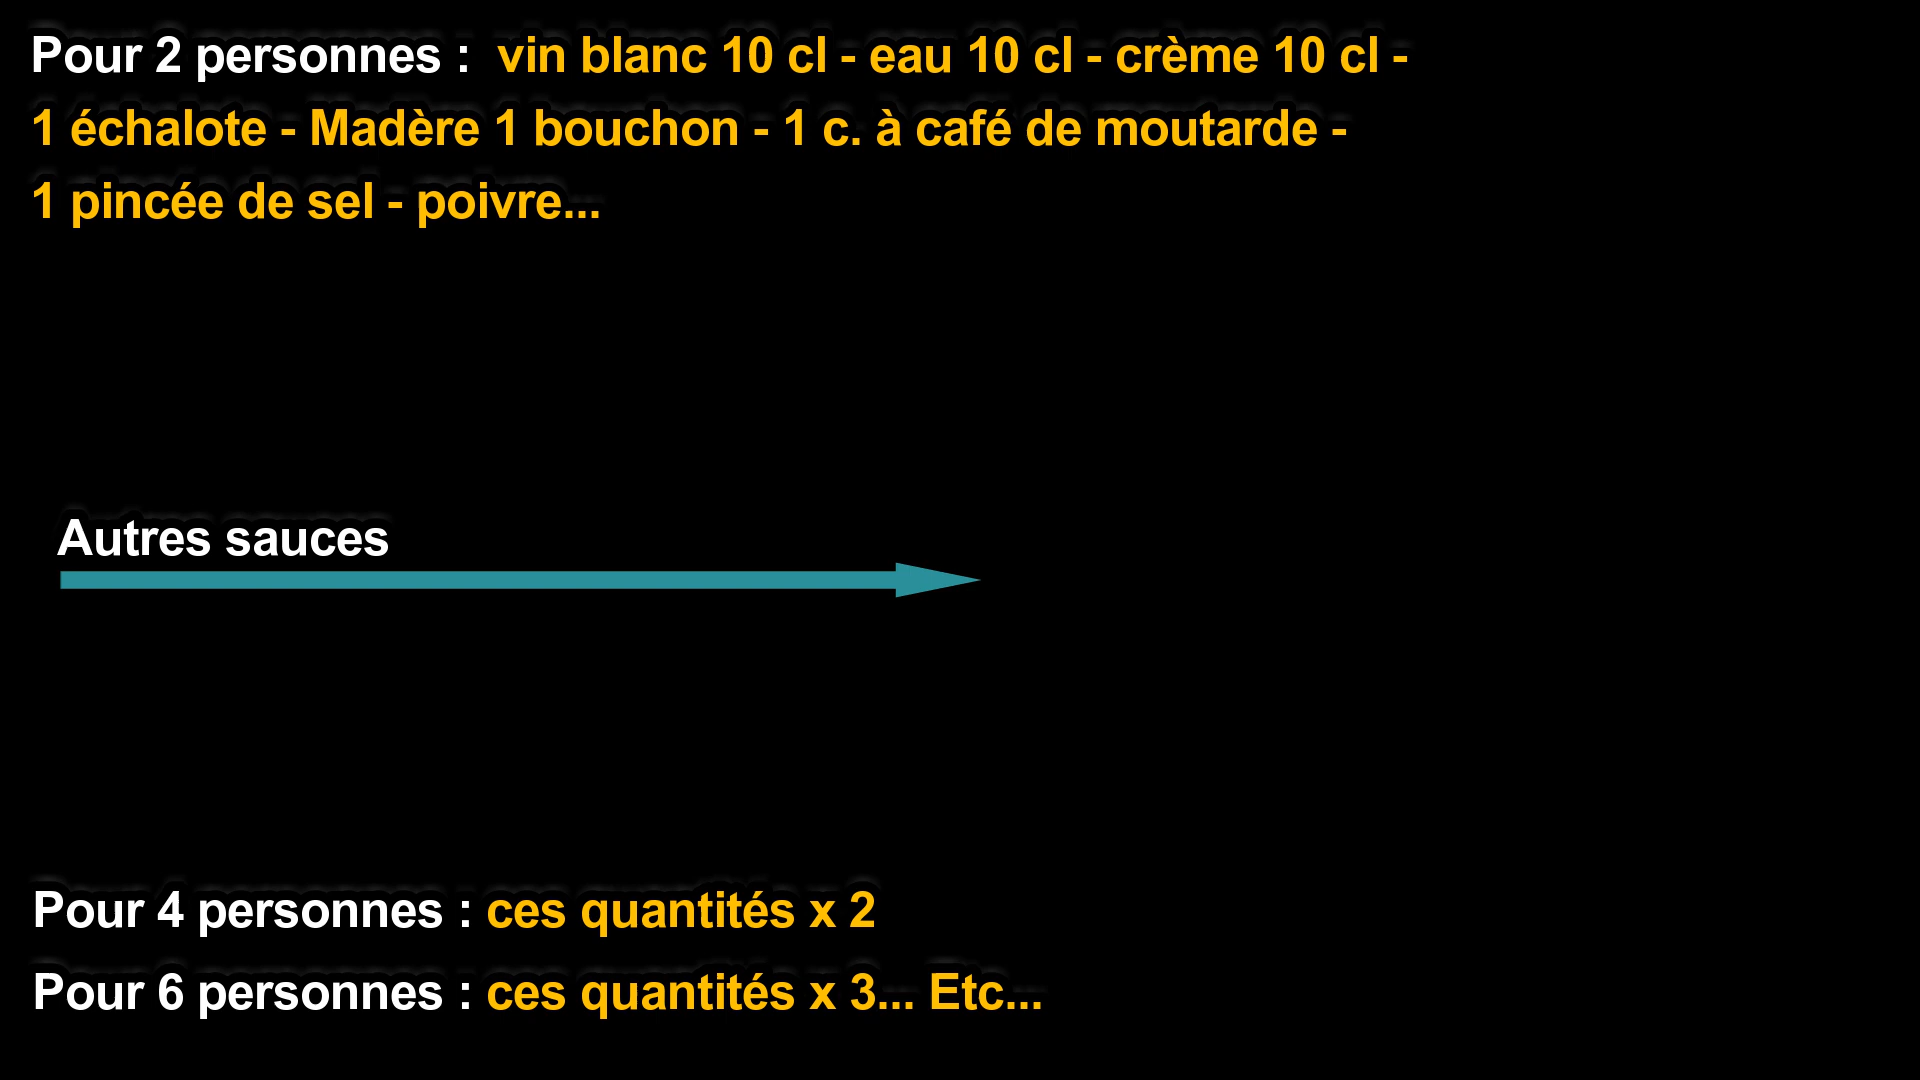 Pour 2 personnes :  vin blanc 10 cl - eau 10 cl - crème 10 cl -
1 échalote - Madère 1 bouchon - 1 c. à café de moutarde -
1 pincée de sel - poivre...
Autres sauces
Pour 4 personnes : ces quantités x 2
Pour 6 personnes : ces quantités x 3... Etc...